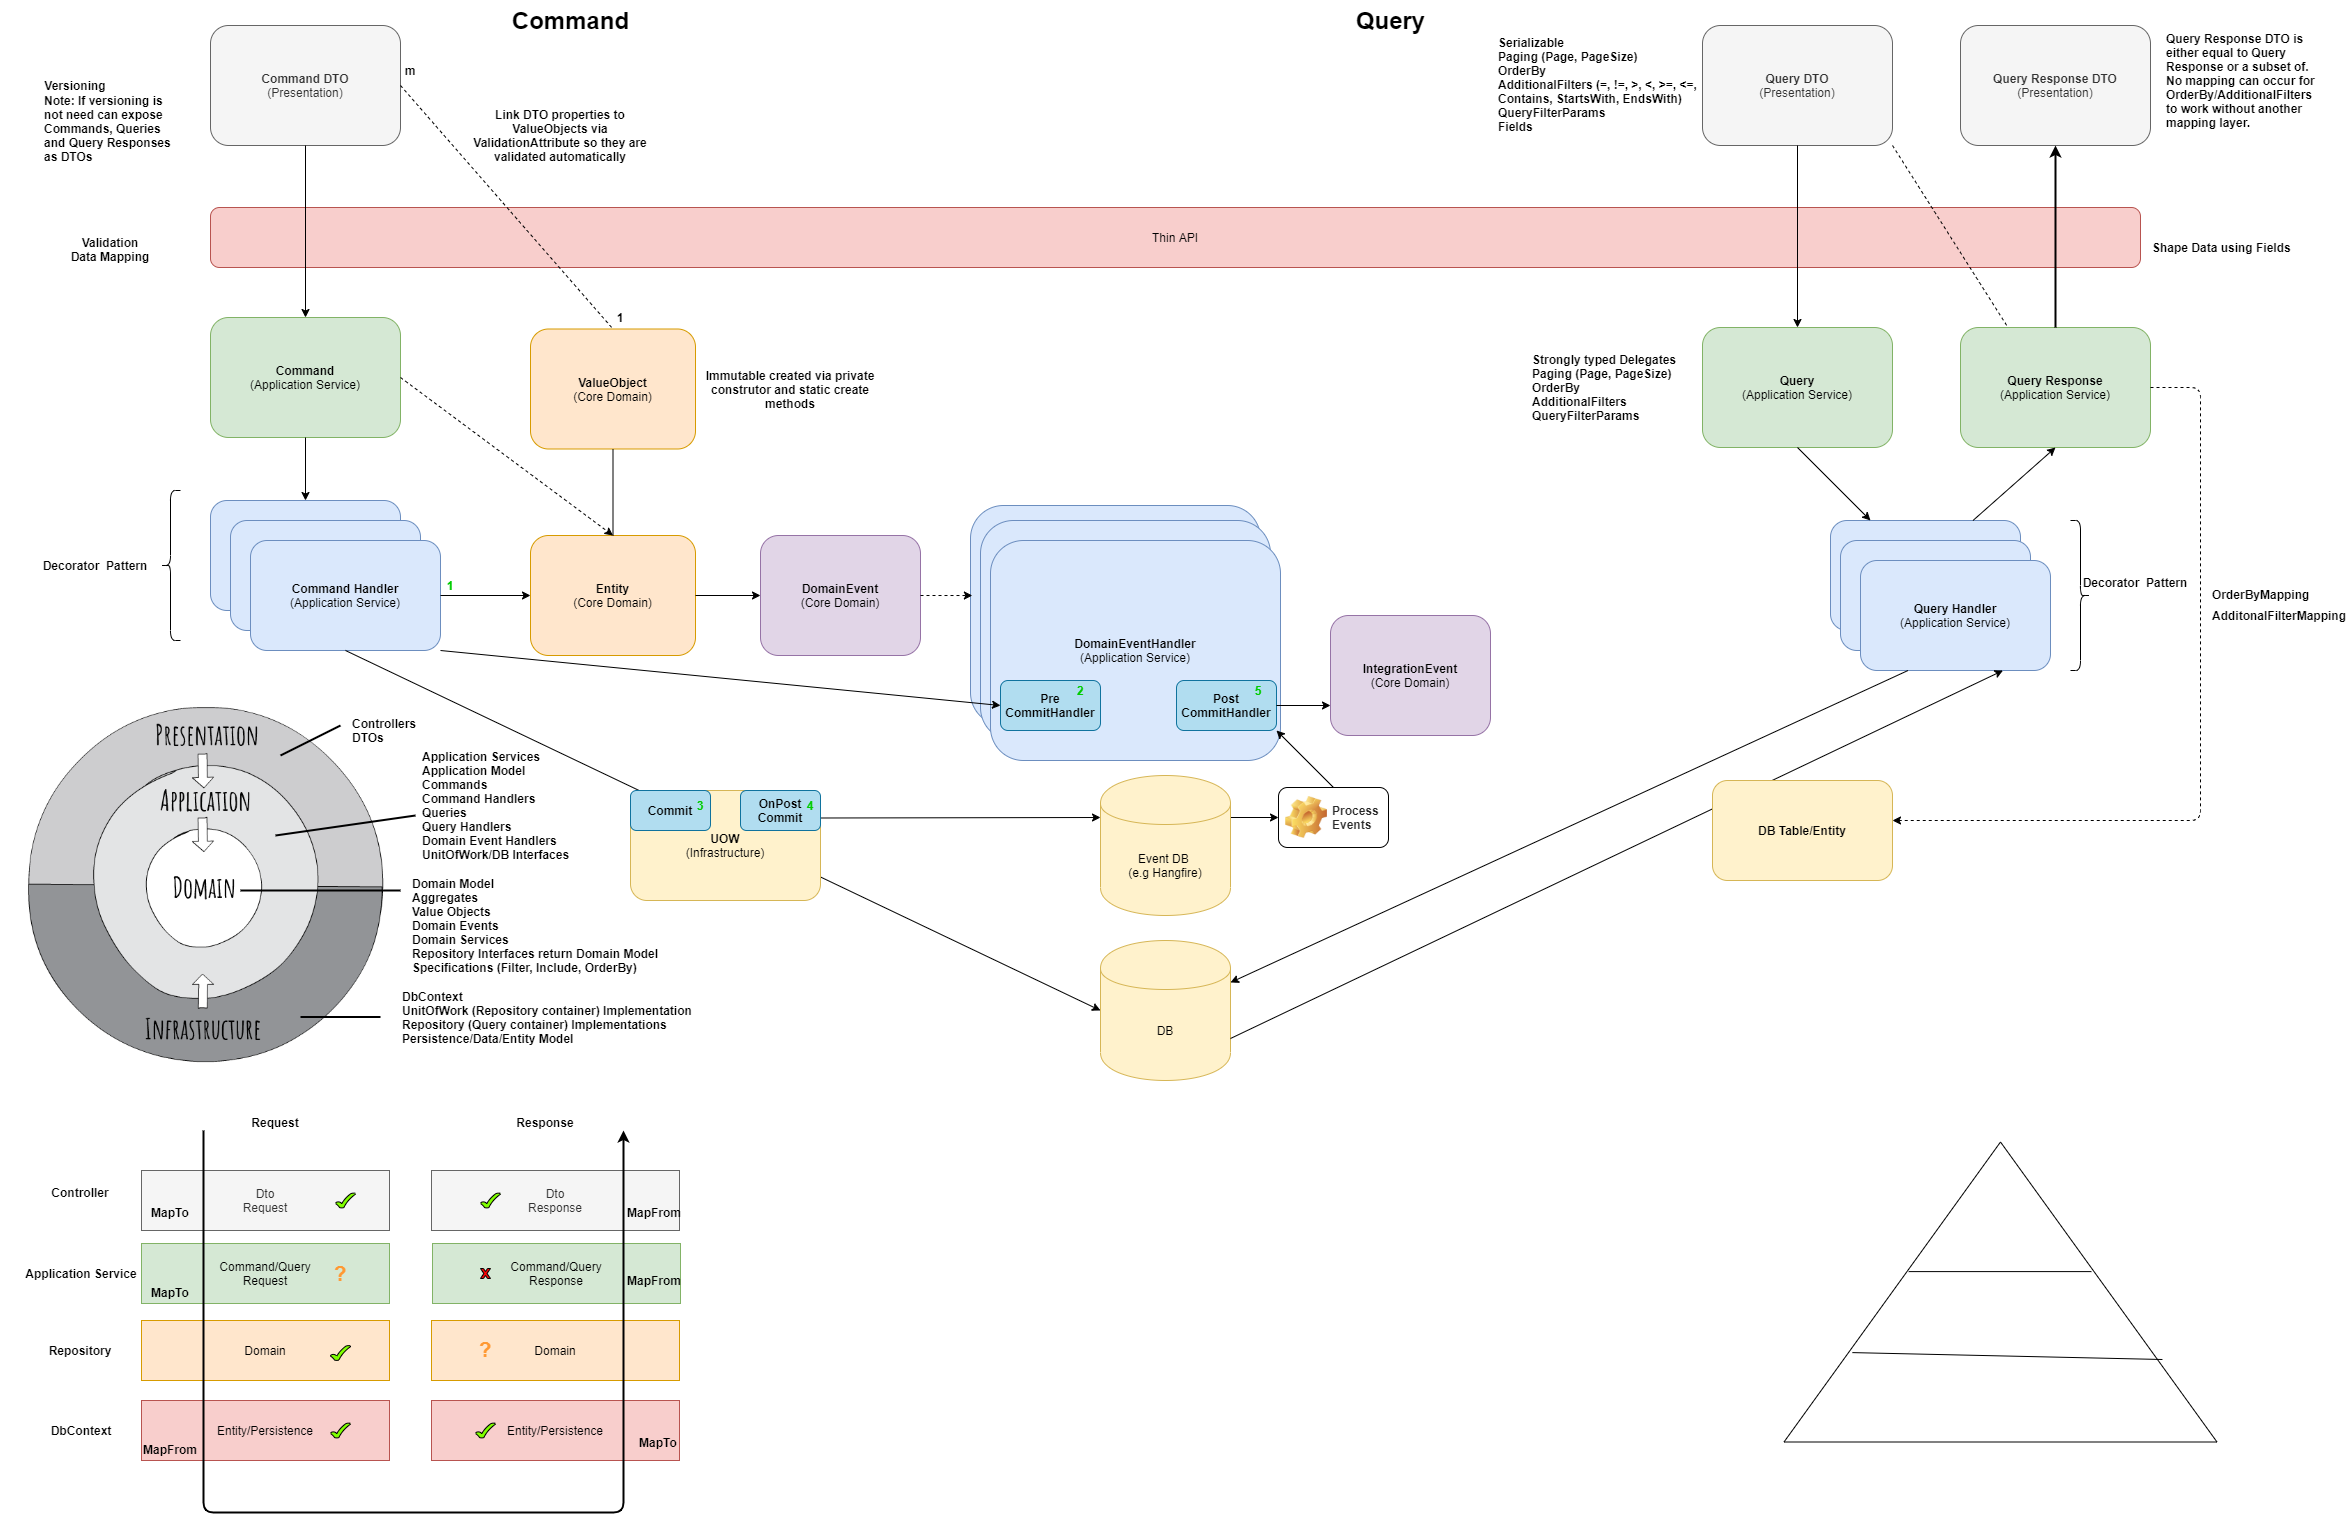 Command
Query
Versioning
Note: If versioning is
not need can expose
Commands, Queries
and Query Responses
as DTOs
Command DTO
(Presentation)
m
Link DTO properties to
ValueObjects via
ValidationAttribute so they are
validated automatically
Serializable
Paging (Page, PageSize)
OrderBy
AdditionalFilters (=, !=, >, <, >=, <=,
Contains, StartsWith, EndsWith)
QueryFilterParams
Fields
Query DTO
(Presentation)
Query Response DTO
(Presentation)
Query Response DTO is
either equal to Query
Response or a subset of.
No mapping can occur for
OrderBy/AdditionalFilters
to work without another
mapping layer.
Validation
Data Mapping
Thin API
Shape Data using Fields
Command
(Application Service)
1
ValueObject
(Core Domain)
Immutable created via private
construtor and static create
methods
Strongly typed Delegates
Paging (Page, PageSize)
OrderBy
AdditionalFilters
QueryFilterParams
Query
(Application Service)
Query Response
(Application Service)
Decorator Pattern
Command Handler
(Application Service)
1
Entity
(Core Domain)
DomainEvent
(Core Domain)
DomainEventHandler
(Application Service)
Pre
CommitHandler
2
Post
CommitHandler
5
IntegrationEvent
(Core Domain)
Query Handler
(Application Service)
Decorator Pattern
OrderByMapping
AdditonalFilterMapping
PRESENTATION
APPLICATION
DOMAIN
INFRASTRUCTURE
Controllers
DTOs
Application Services
Application Model
Commands
Command Handlers
Queries
Query Handlers
Domain Event Handlers
UnitOfWork/DB Interfaces
Domain Model
Aggregates
Value Objects
Domain Events
Domain Services
Repository Interfaces return Domain Model
Specifications (Filter, Include, OrderBy)
DbContext
UnitOfWork (Repository container) Implementation
Repository (Query container) Implementations
Persistence/Data/Entity Model
Commit
3
OnPost
Commit
4
UOW
(Infrastructure)
Event DB
(e.g Hangfire)
Process
Events
DB Table/Entity
DB
Request
Response
Controller
MapTo
Dto
Request
Dto
Response
MapFrom
Application Service
MapTo
Command/Query
Request
?
x
Command/Query
Response
MapFrom
Repository
Domain
?
Domain
DbContext
MapFrom
Entity/Persistence
Entity/Persistence
MapTo